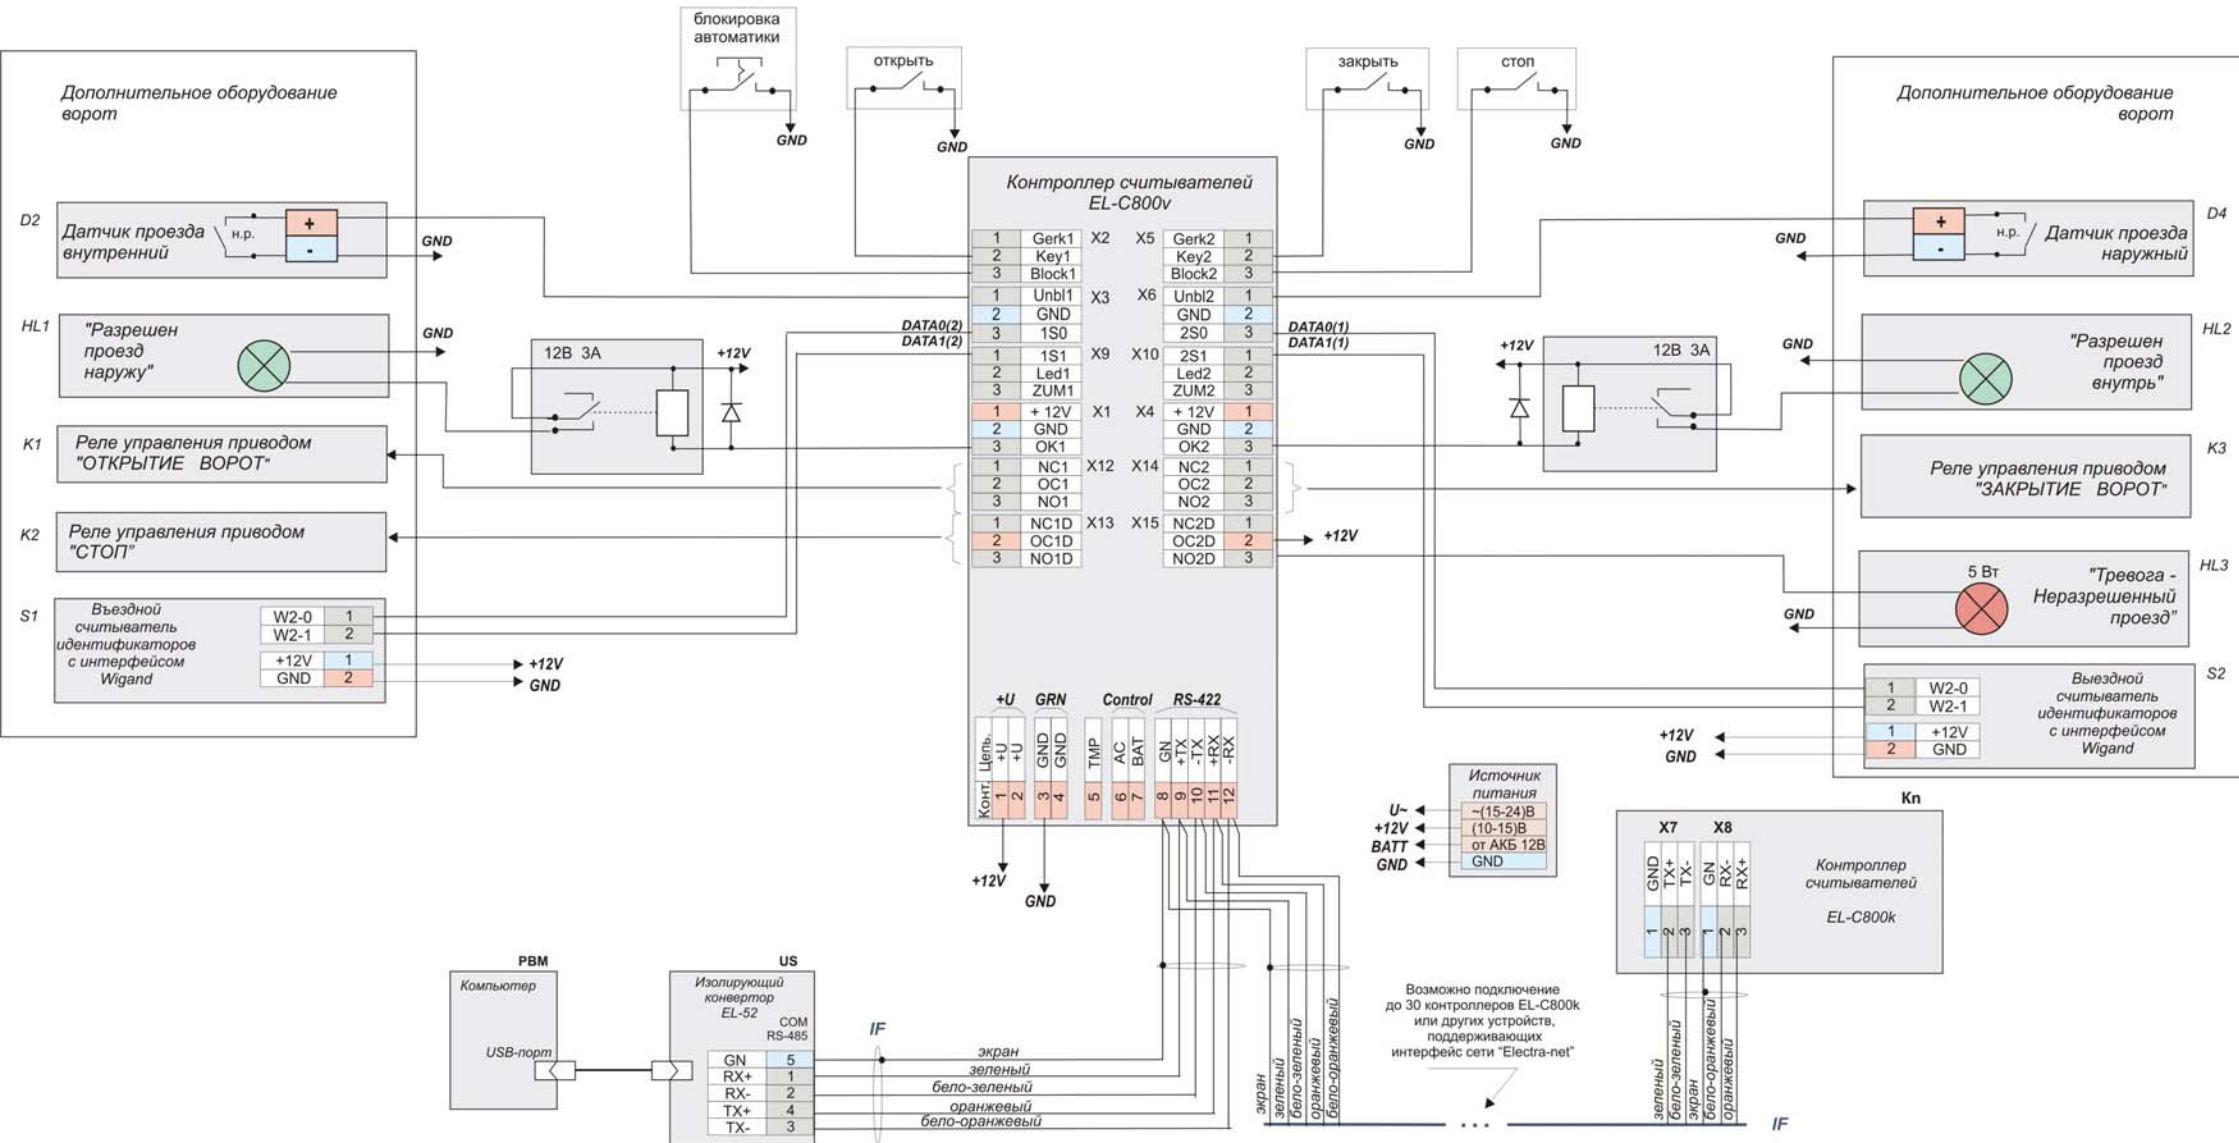 блокировка
автоматики
GND
открыть
GND
закрыть
GND
стоп
GND
Дополнительное оборудование
ворот
D2
Датчик проезда
внутренний
н.р.
+
-
GND
HL1
"Разрешен
проезд
наружу"
GND
K1
Реле управления приводом
"ОТКРЫТИЕ ВОРОТ"
K2
Реле управления приводом
"СТОП"
S1
Въездной
считыватель
идентификаторов
с интерфейсом
Wigand
W2-0 1
W2-1 2
+12V 1
GND 2
+12V
GND
12В 3А
+12V
DATA0(2)
DATA1(2)
Контроллер считывателей
EL-C800v
1 Gerk1 X2 X5 Gerk2 1
2 Key1 Key2 2
3 Block1 Block2 3
1 Unbl1 X3 X6 Unbl2 1
2 GND GND 2
3 1S0 2S0 3
1 1S1 X9 X10 2S1 1
2 Led1 Led2 2
3 ZUM1 ZUM2 3
1 + 12V X1 X4 + 12V 1
2 GND GND 2
3 OK1 OK2 3
1 NC1 X12 X14 NC2 1
2 OC1 OC2 2
3 NO1 NO2 3
1 NC1D X13 X15 NC2D 1
2 OC1D OC2D 2
3 NO1D NO2D 3
+12V
DATA0(1)
DATA1(1)
+U GRN Control RS-422
Цепь. +U +U GND GND TMP AC BAT GN +TX -TX +RX -RX
Конт. 1 2 3 4 5 6 7 8 9 10 11 12
+12V
GND
+12V
12В 3А
Дополнительное оборудование
ворот
D4
GND
+
-
н.р.
Датчик проезда
наружный
HL2
GND
"Разрешен
проезд
внутрь"
K3
Реле управления приводом
"ЗАКРЫТИЕ ВОРОТ"
HL3
5 Вт
GND
"Тревога -
Неразрешенный
проезд"
S2
1 W2-0
2 W2-1
1 +12V
2 GND
+12V
GND
Выездной
считыватель
идентификаторов
с интерфейсом
Wigand
Источник
питания
U~ ~(15-24)В
+12V (10-15)В
BATT от АКБ 12В
GND GND
Kn
X7 X8
GND TX+ TX- GN RX- RX+
1 2 3 1 2 3
Контроллер
считывателей
EL-C800k
PBM
Компьютер
USB-порт
US
Изолирующий
конвертор
EL-52
COM
RS-485
GN 5
RX+ 1
RX- 2
TX+ 4
TX- 3
IF
экран
зеленый
бело-зеленый
оранжевый
бело-оранжевый
экран
зеленый
бело-зеленый
оранжевый
бело-оранжевый
Возможно подключение
до 30 контроллеров EL-C800k
или других устройств,
поддерживающих
интерфейс сети "Electra-net"
...
зеленый
бело-зеленый
экран
бело-оранжевый
оранжевый
IF